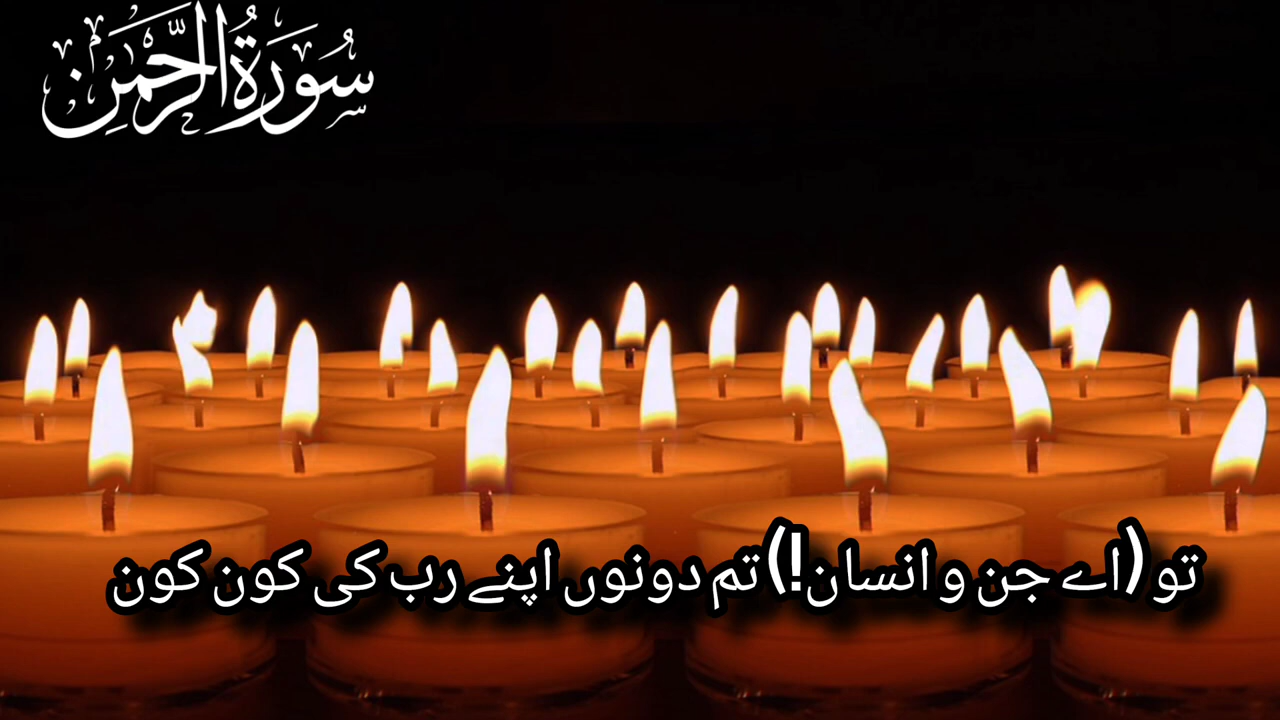 سُورَةُ الرَّحْمَٰنِ
تو (اے جن و انسان!) تم دونوں اپنے رب کی کون کون